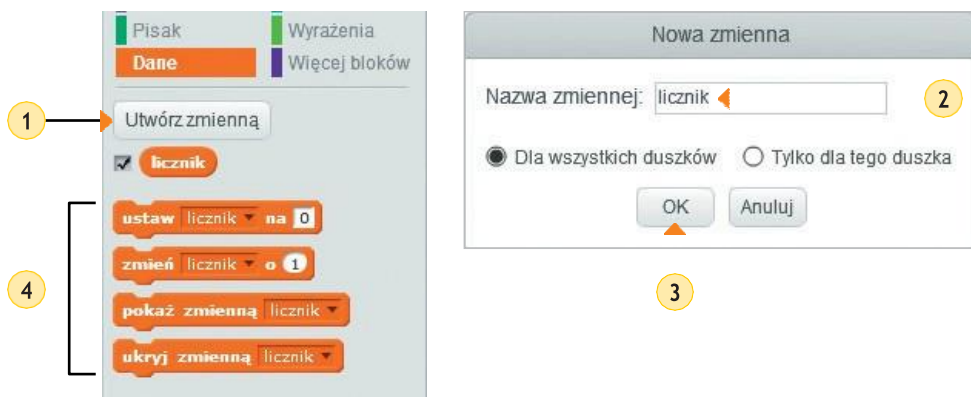 Pisak Wyrażenia
Dane Więcej bloków
1 Utwórz zmienną
licznik
4
ustaw licznik na 0
zmień licznik o 1
pokaż zmienną licznik
ukryj zmienną licznik
Nowa zmienna
Nazwa zmiennej: licznik 2
Dla wszystkich duszków Tylko dla tego duszka
OK Anuluj
3